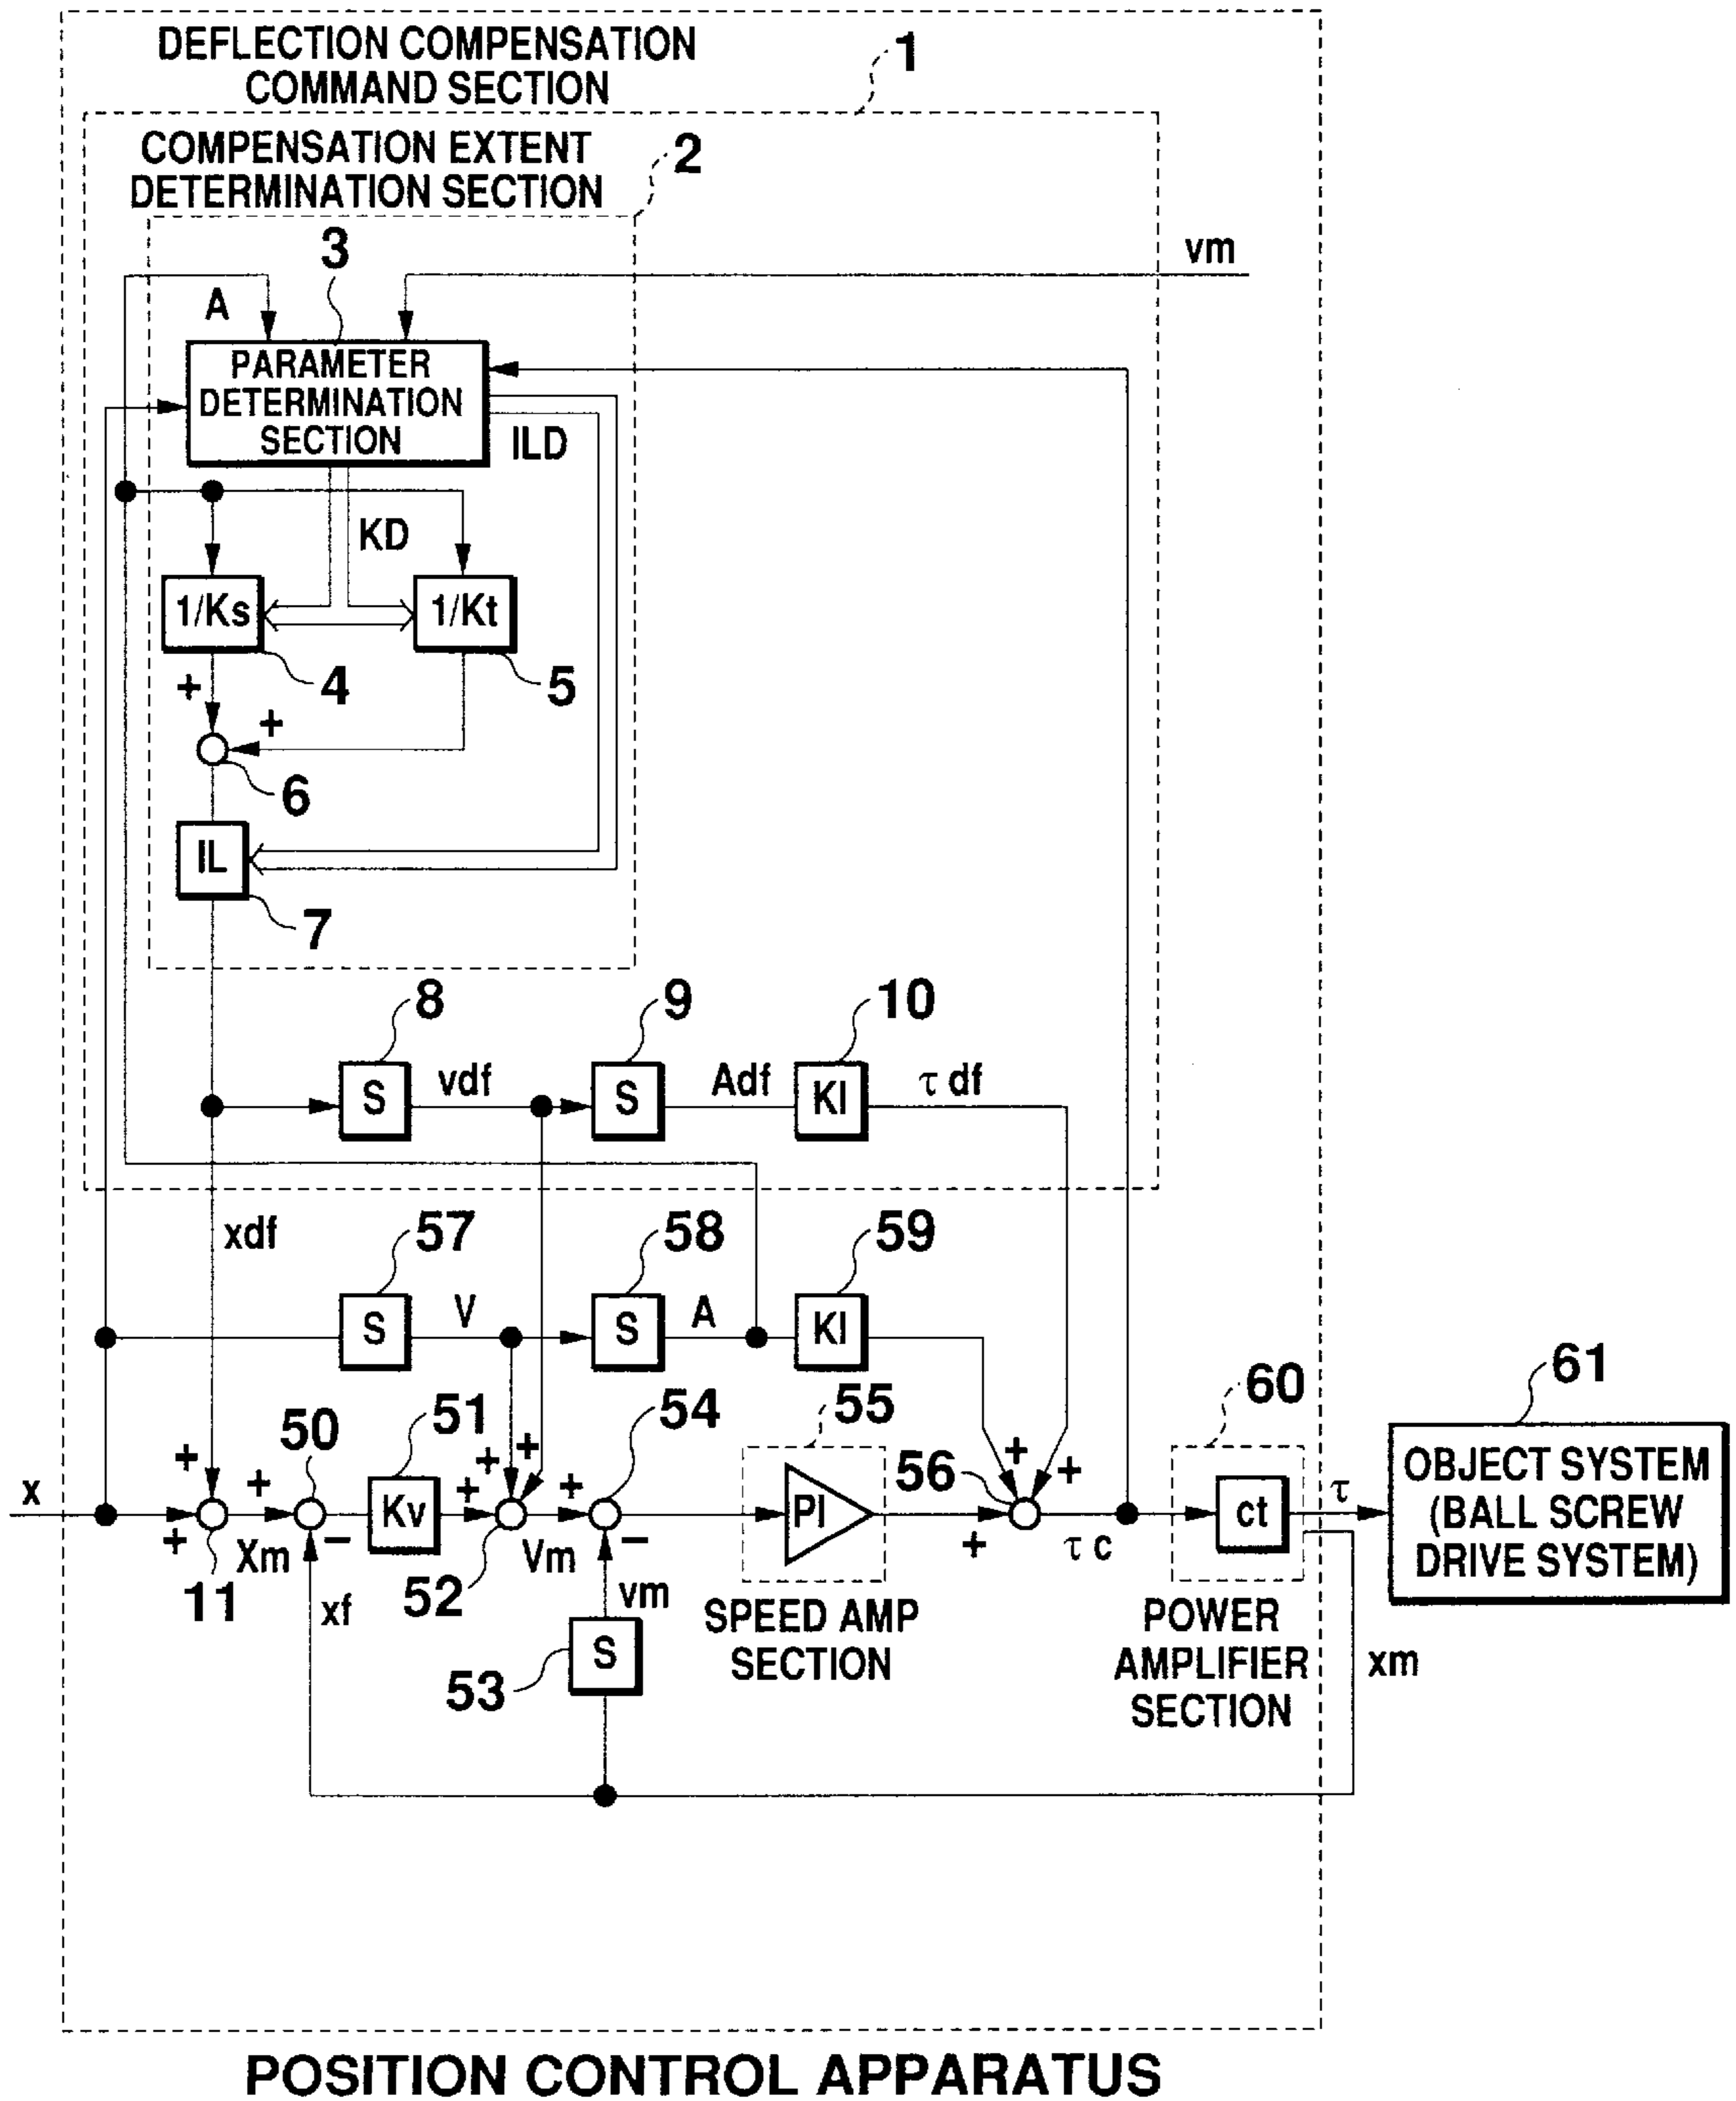 DEFLECTION COMPENSATION
COMMAND SECTION
1
COMPENSATION EXTENT
DETERMINATION SECTION
2
3
vm
A
PARAMETER
DETERMINATION
SECTION
ILD
KD
1/Ks
1/Kt
4
5
+
+
6
IL
7
8
9
10
S
vdf
S
Adf
KI
τ df
xdf
57
58
59
S
V
S
A
KI
50
51
54
55
56
60
61
x
+
+
11
Xm
+
−
xf
Kv
+
+
+
52
Vm
+
−
vm
S
53
PI
SPEED AMP
SECTION
+
+
+
τ c
ct
POWER
AMPLIFIER
SECTION
τ
xm
OBJECT SYSTEM
(BALL SCREW
DRIVE SYSTEM)
POSITION CONTROL APPARATUS